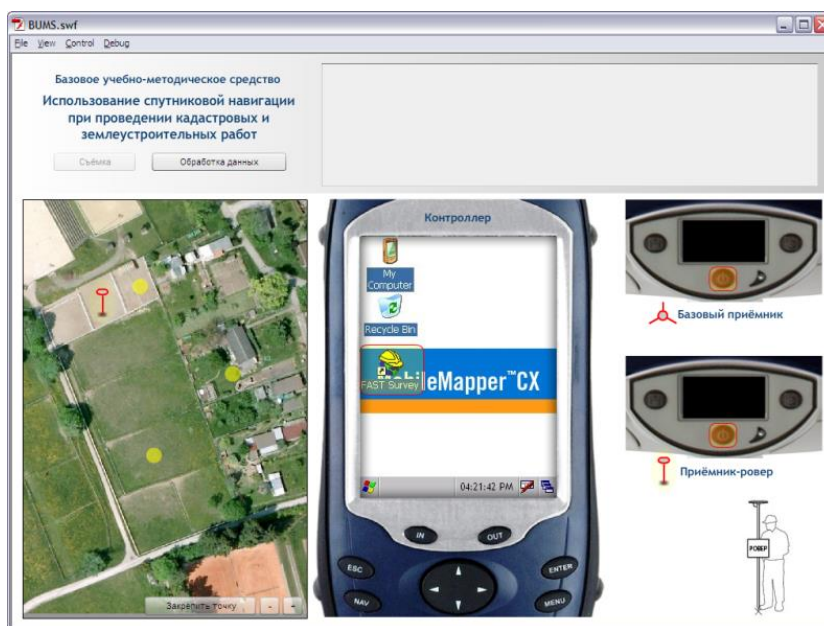 BUMS.swf
File View Control Debug
Базовое учебно-методическое средство
Использование спутниковой навигации
при проведении кадастровых и
землеустроительных работ
Съёмка
Обработка данных
Контроллер
My
Computer
Recycle Bin
FAST Survey
MobileMapper™CX
04:21:42 PM
IN
OUT
ESC
ENTER
NAV
MENU
Базовый приёмник
Приёмник-ровер
РОВЕР
Закрепить точку
-
+